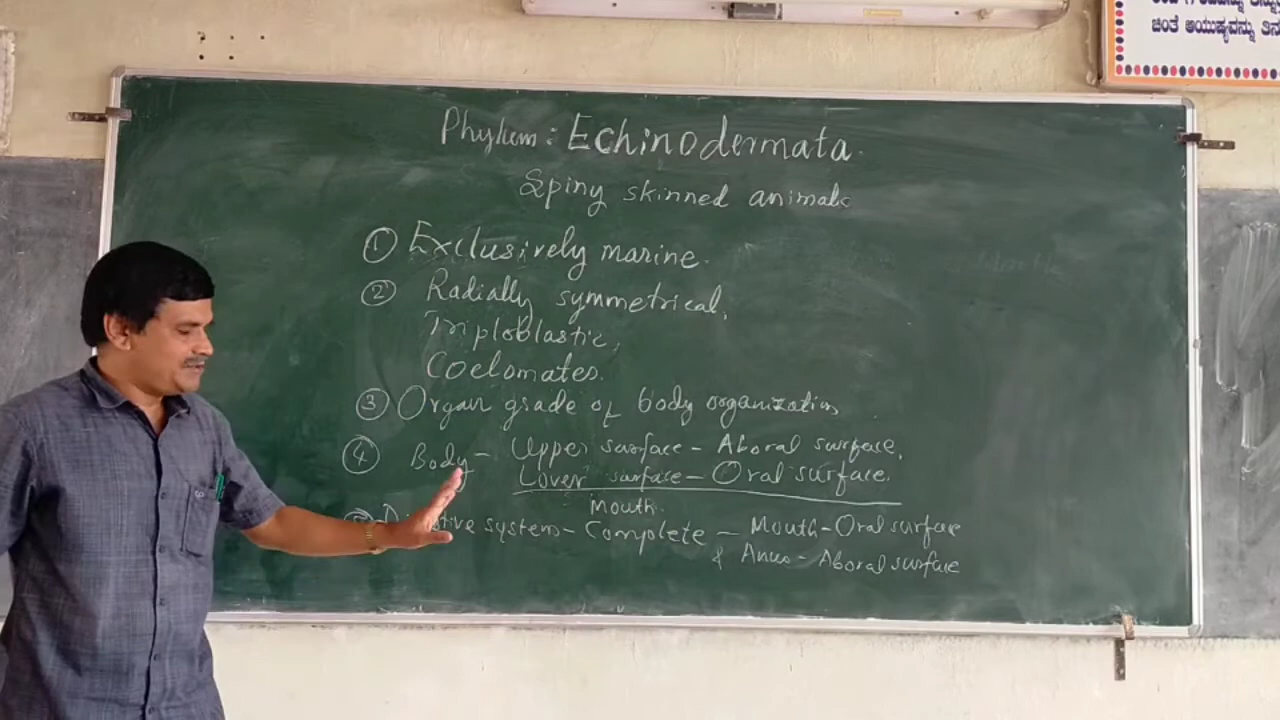 ಚಿಂತೆ ಆಯುಷ್ಯವನ್ನು
Phylum: Echinodermata.
Spiny skinned animals
① Exclusively marine.
② Radially symmetrical,
Triploblastic,
Coelomates.
③ Organ grade of body organization
④ Body - Upper surface - Aboral surface,
Lower surface - Oral surface.
Mouth.
system - Complete - Mouth - Oral surface
& Anus - Aboral surface